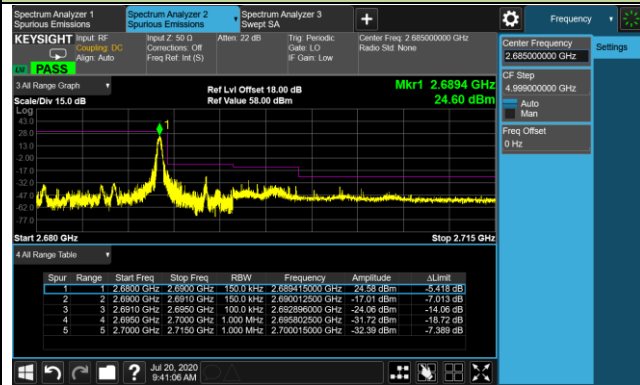 Spectrum Analyzer 1
Spurious Emissions
Spectrum Analyzer 2
Spurious Emissions
Spectrum Analyzer 3
Swept SA
+
Frequency
KEYSIGHT
Input: RF
Coupling: DC
Align: Auto
Input Z: 50 Ω
Corrections: Off
Freq Ref: Int (S)
Atten: 22 dB
Trig: Periodic
Gate: LO
IF Gain: Low
Center Freq: 2.685000000 GHz
Radio Std: None
PASS
Center Frequency
2.685000000 GHz
Settings
CF Step
4.999000000 GHz
Auto
Man
Freq Offset
0 Hz
3 All Range Graph
Scale/Div 15.0 dB
Ref Lvl Offset 18.00 dB
Ref Value 58.00 dBm
Mkr1 2.6894 GHz
24.60 dBm
Log
43.0
28.0
13.0
-2.00
-17.0
-32.0
-47.0
-62.0
-77.0
1
Start 2.680 GHz
Stop 2.715 GHz
4 All Range Table
Spur Range Start Freq Stop Freq RBW Frequency Amplitude ΔLimit
1 1 2.6800 GHz 2.6900 GHz 150.0 kHz 2.689415000 GHz 24.58 dBm -5.418 dB
2 2 2.6900 GHz 2.6910 GHz 150.0 kHz 2.690012500 GHz -17.01 dBm -7.013 dB
3 3 2.6910 GHz 2.6950 GHz 100.0 kHz 2.692896000 GHz -24.06 dBm -14.06 dB
4 4 2.6950 GHz 2.7000 GHz 1.000 MHz 2.695802500 GHz -31.72 dBm -18.72 dB
5 5 2.7000 GHz 2.7150 GHz 1.000 MHz 2.700015000 GHz -32.39 dBm -7.389 dB
?
Jul 20, 2020
9:41:06 AM